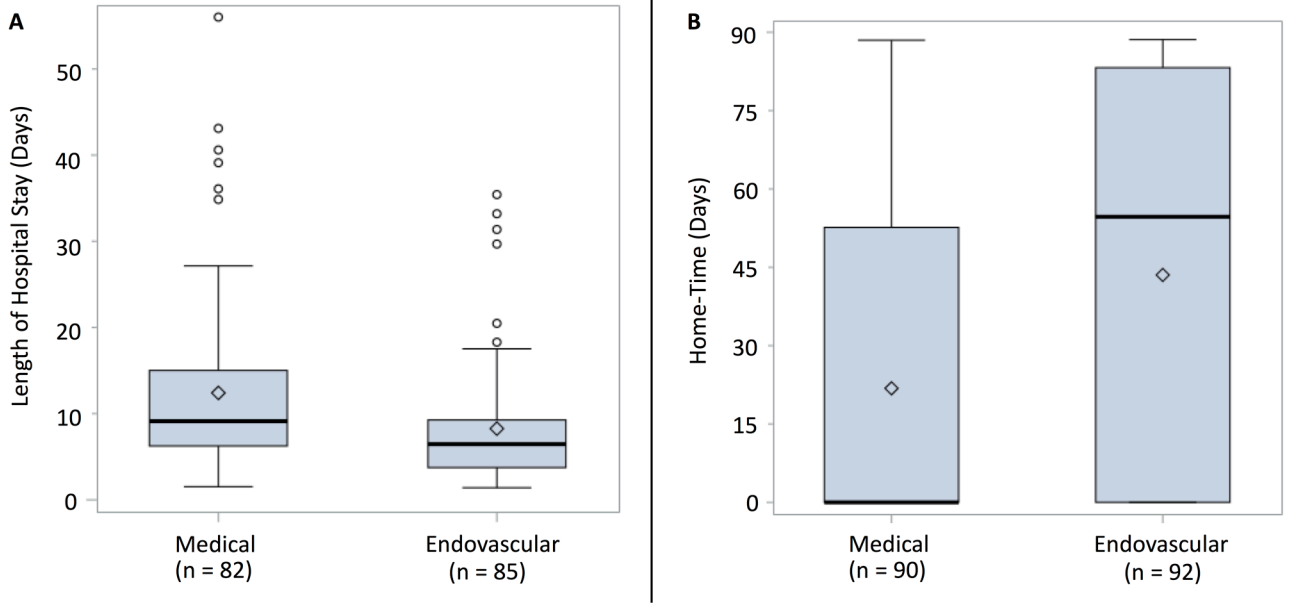 A
Length of Hospital Stay (Days)
50
40
30
20
10
0
Medical
(n = 82)
Endovascular
(n = 85)
B
Home-Time (Days)
90
75
60
45
30
15
0
Medical
(n = 90)
Endovascular
(n = 92)